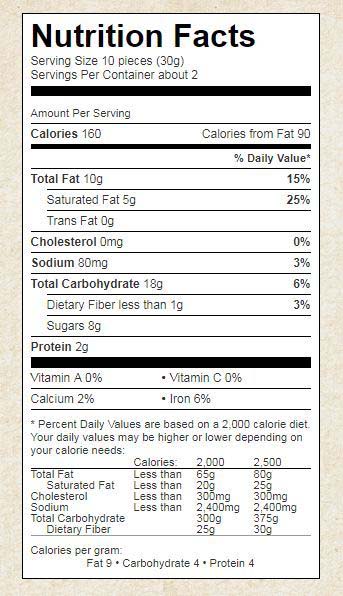 Nutrition Facts
Serving Size 10 pieces (30g)
Servings Per Container about 2
Amount Per Serving
Calories 160 Calories from Fat 90
% Daily Value*
Total Fat 10g 15%
Saturated Fat 5g 25%
Trans Fat 0g
Cholesterol 0mg 0%
Sodium 80mg 3%
Total Carbohydrate 18g 6%
Dietary Fiber less than 1g 3%
Sugars 8g
Protein 2g
Vitamin A 0% • Vitamin C 0%
Calcium 2% • Iron 6%
* Percent Daily Values are based on a 2,000 calorie diet.
Your daily values may be higher or lower depending on
your calorie needs:
Calories: 2,000 2,500
Total Fat Less than 65g 80g
Saturated Fat Less than 20g 25g
Cholesterol Less than 300mg 300mg
Sodium Less than 2,400mg 2,400mg
Total Carbohydrate 300g 375g
Dietary Fiber 25g 30g
Calories per gram:
Fat 9 • Carbohydrate 4 • Protein 4